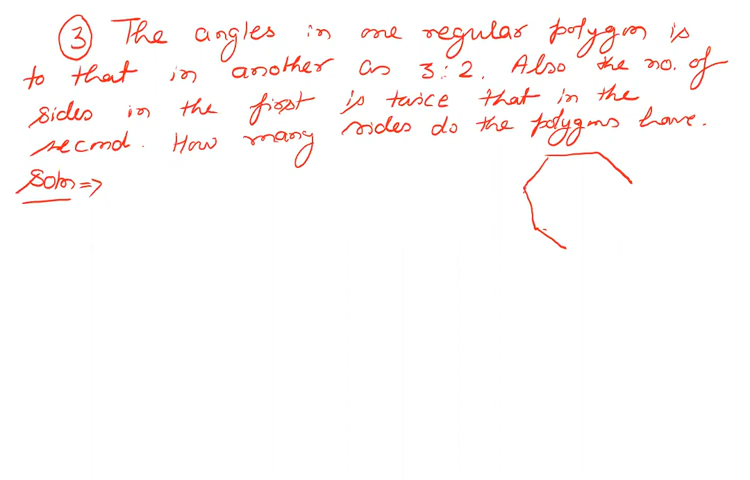 ③ The angles in one regular polygon is
to that in another as 3:2. Also the no. of
sides in the first is twice that in the
second. How many sides do the polygons have.
Soln =>